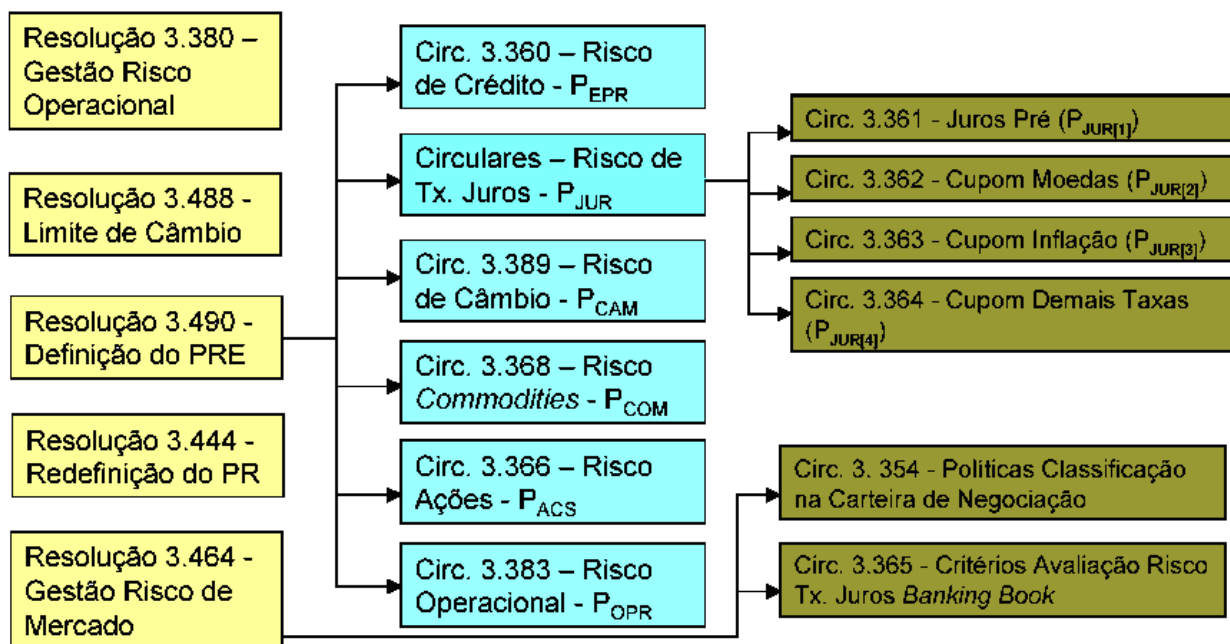 Resolução 3.380 –
Gestão Risco
Operacional
Resolução 3.488 -
Limite de Câmbio
Resolução 3.490 -
Definição do PRE
Resolução 3.444 -
Redefinição do PR
Resolução 3.464 -
Gestão Risco de
Mercado
Circ. 3.360 – Risco
de Crédito - PEPR
Circulares – Risco de
Tx. Juros - PJUR
Circ. 3.389 – Risco
de Câmbio - PCAM
Circ. 3.368 – Risco
Commodities - PCOM
Circ. 3.366 – Risco
Ações - PACS
Circ. 3.383 – Risco
Operacional - POPR
Circ. 3.361 - Juros Pré (PJUR[1])
Circ. 3.362 - Cupom Moedas (PJUR[2])
Circ. 3.363 - Cupom Inflação (PJUR[3])
Circ. 3.364 - Cupom Demais Taxas
(PJUR[4])
Circ. 3. 354 - Políticas Classificação
na Carteira de Negociação
Circ. 3.365 - Critérios Avaliação Risco
Tx. Juros Banking Book